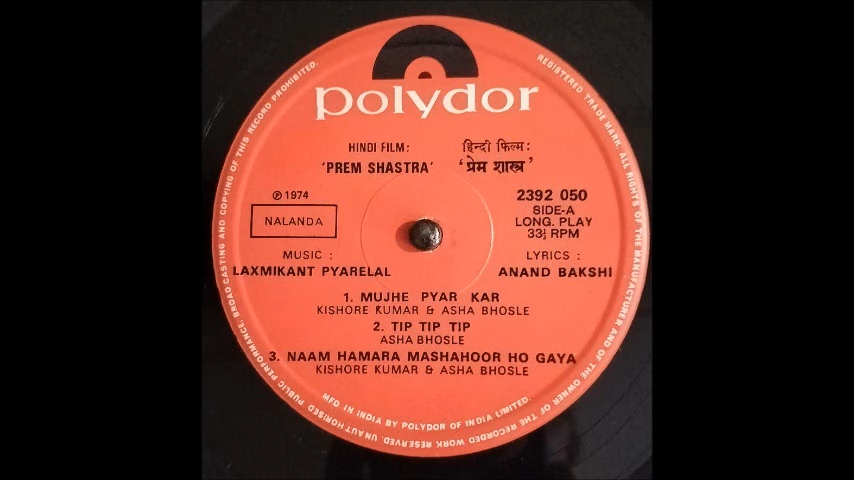 polydor
HINDI FILM:
'PREM SHASTRA'
हिन्दी फिल्म:
‘प्रेम शास्त्र’
℗ 1974
NALANDA
2392 050
SIDE-A
LONG. PLAY
33⅓ RPM
MUSIC :
LAXMIKANT PYARELAL
LYRICS :
ANAND BAKSHI
1. MUJHE PYAR KAR
KISHORE KUMAR & ASHA BHOSLE
2. TIP TIP TIP
ASHA BHOSLE
3. NAAM HAMARA MASHAHOOR HO GAYA
KISHORE KUMAR & ASHA BHOSLE
MFD IN INDIA BY POLYDOR OF INDIA LIMITED.
REGISTERED TRADE MARK. ALL RIGHTS OF THE MANUFACTURER AND OF THE OWNER OF THE RECORDED WORK RESERVED. UNAUTHORISED PUBLIC PERFORMANCE, BROAD CASTING AND COPYING OF THIS RECORD PROHIBITED.